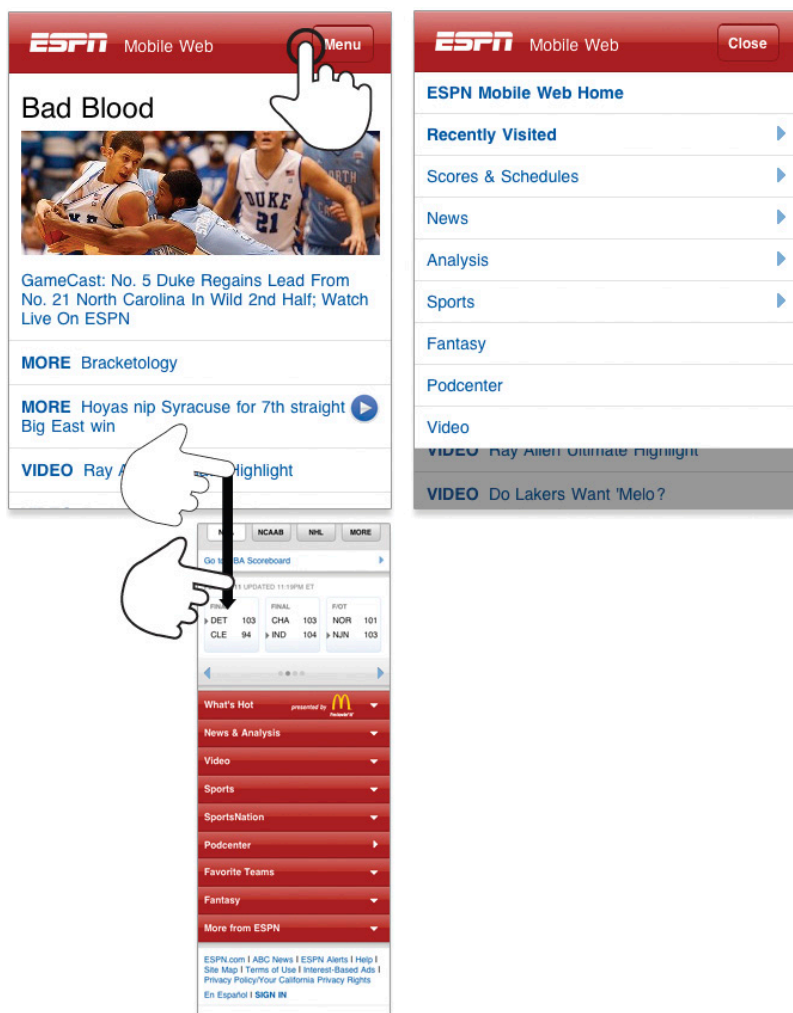 ESPN Mobile Web Menu
Bad Blood
DUKE
21
GameCast: No. 5 Duke Regains Lead From
No. 21 North Carolina In Wild 2nd Half; Watch
Live On ESPN
MORE Bracketology
MORE Hoyas nip Syracuse for 7th straight
Big East win
VIDEO Ray Highlight
ESPN Mobile Web Close
ESPN Mobile Web Home
Recently Visited
Scores & Schedules
News
Analysis
Sports
Fantasy
Podcenter
Video
VIDEO Ray Allen Ultimate Highlight
VIDEO Do Lakers Want 'Melo?
NCAAB NHL MORE
Go to Scoreboard
UPDATED 11:19PM ET
FINAL F/OT
DET 103 CHA 103 NOR 101
CLE 94 IND 104 NJN 103
What's Hot presented by
News & Analysis
Video
Sports
SportsNation
Podcenter
Favorite Teams
Fantasy
More from ESPN
ESPN.com | ABC News | ESPN Alerts | Help |
Site Map | Terms of Use | Interest-Based Ads |
Privacy Policy/Your California Privacy Rights
En Español | SIGN IN